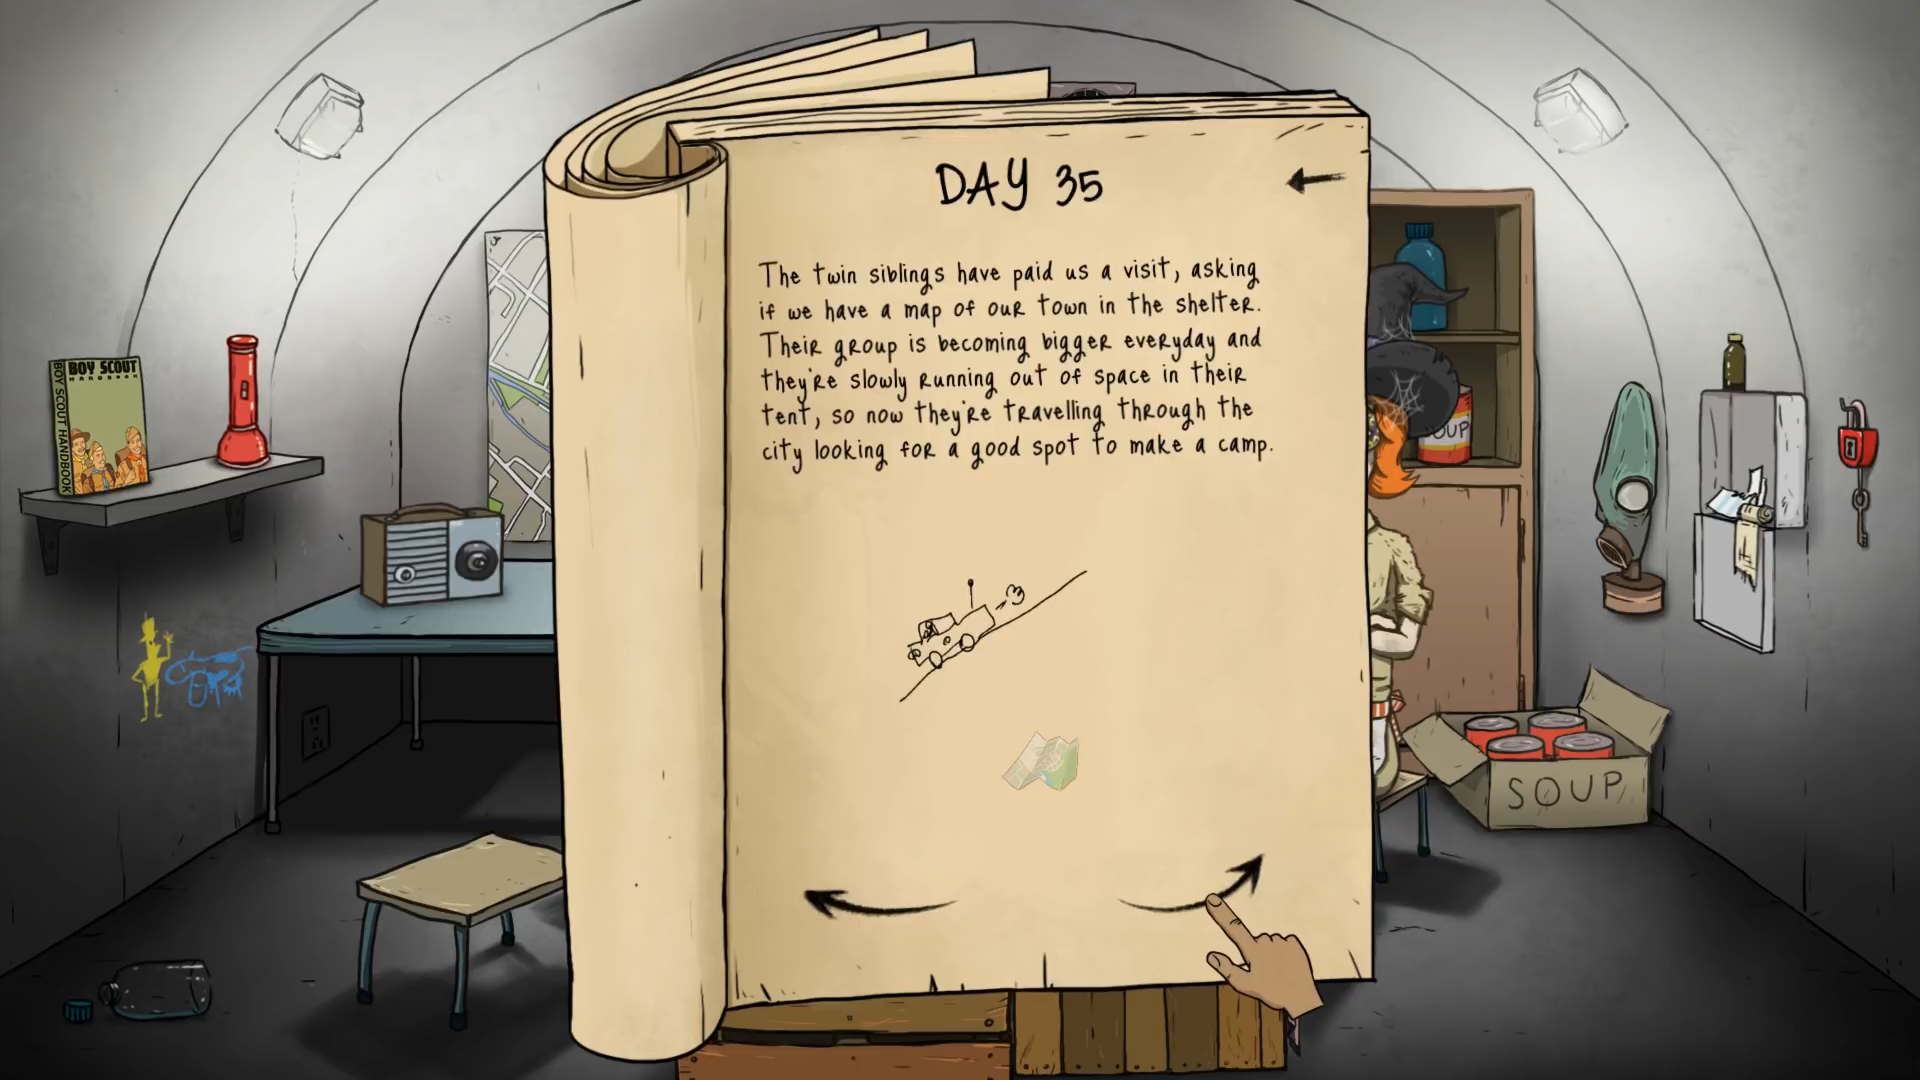 DAY 35
The twin siblings have paid us a visit, asking
if we have a map of our town in the shelter.
Their group is becoming bigger everyday and
they're slowly running out of space in their
tent, so now they're travelling through the
city looking for a good spot to make a camp.
BOY SCOUT
HANDBOOK
BOY SCOUT HANDBOOK
OUP
SOUP